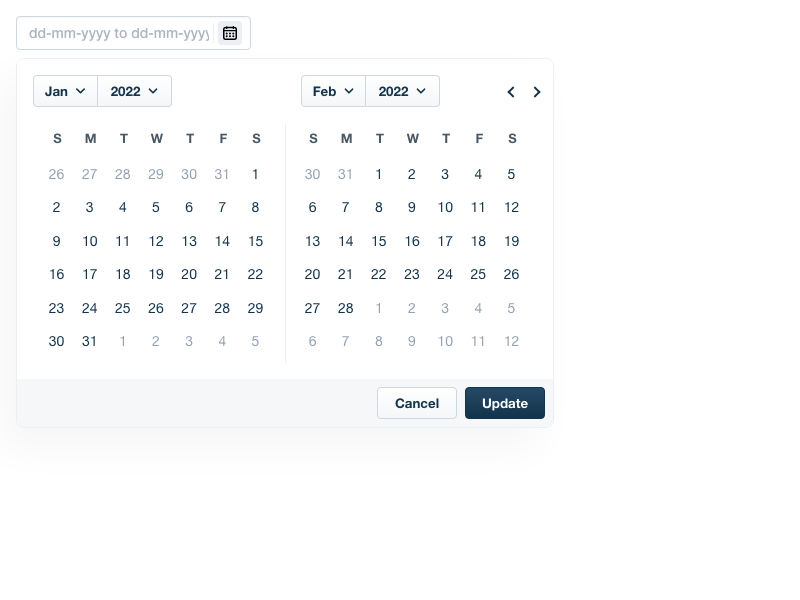 dd-mm-yyyy to dd-mm-yyyy
Jan 2022 Feb 2022
S M T W T F S S M T W T F S
26 27 28 29 30 31 1 30 31 1 2 3 4 5
2 3 4 5 6 7 8 6 7 8 9 10 11 12
9 10 11 12 13 14 15 13 14 15 16 17 18 19
16 17 18 19 20 21 22 20 21 22 23 24 25 26
23 24 25 26 27 28 29 27 28 1 2 3 4 5
30 31 1 2 3 4 5 6 7 8 9 10 11 12
Cancel Update